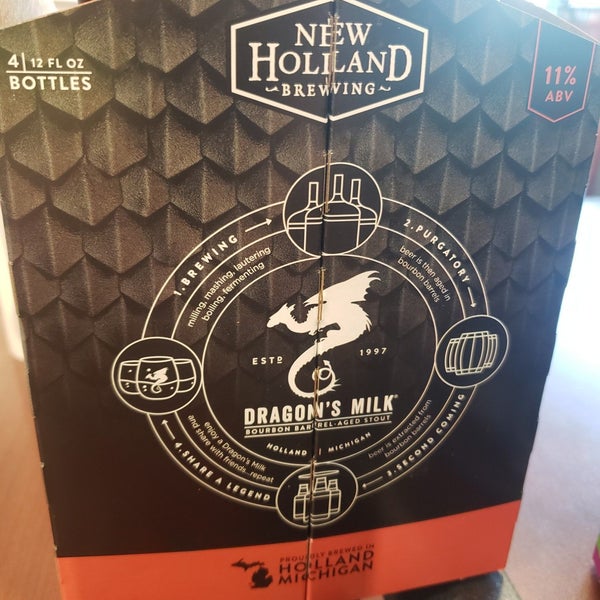 4 | 12 FL OZ
BOTTLES
NEW
HOLLAND
BREWING
11%
ABV
1. BREWING
milling, mashing, lautering
boiling, fermenting
2. PURGATORY
beer is then aged in
bourbon barrels
ESTD 1997
DRAGON'S MILK®
BOURBON BARREL-AGED STOUT
HOLLAND | MICHIGAN
3. SECOND COMING
beer is extracted from
bourbon barrels
4. SHARE A LEGEND
enjoy a Dragon's Milk
and share with friends...repeat
PROUDLY BREWED IN
HOLLAND
MICHIGAN